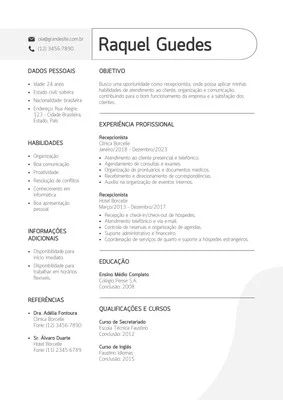 ola@grandesite.com.br
(12) 3456-7890
Raquel Guedes
DADOS PESSOAIS
Idade: 24 anos
Estado civil: solteira
Nacionalidade: brasileira
Endereço: Rua Alegre,
123 - Cidade Brasileira,
Estado, País
HABILIDADES
Organização
Boa comunicação
Proatividade
Resolução de conflitos
Conhecimento em
informática
Boa apresentação
pessoal
INFORMAÇÕES
ADICIONAIS
Disponibilidade para
início imediato
Disponibilidade para
trabalhar em horários
flexíveis.
REFERÊNCIAS
Dra. Adélia Fontoura
Clínica Borcelle
Fone: (12) 3456-7890
Sr. Álvaro Duarte
Hotel Borcelle
Fone: (11) 2345-6789
OBJETIVO
Busco uma oportunidade como recepcionista, onde possa aplicar minhas
habilidades de atendimento ao cliente, organização e comunicação,
contribuindo para o bom funcionamento da empresa e a satisfação dos
clientes.
EXPERIÊNCIA PROFISSIONAL
Recepcionista
Clínica Borcelle
Janeiro/2018 - Dezembro/2023
Atendimento ao cliente presencial e telefônico.
Agendamento de consultas e exames.
Organização de prontuários e documentos médicos.
Recebimento e direcionamento de correspondências.
Auxílio na organização de eventos internos.
Recepcionista
Hotel Borcelle
Março/2013 - Dezembro/2017
Recepção e check-in/check-out de hóspedes.
Atendimento telefônico e via e-mail.
Controle de reservas e organização de agendas.
Suporte administrativo e financeiro.
Coordenação de serviços de quarto e suporte a hóspedes estrangeiros.
EDUCAÇÃO
Ensino Médio Completo
Colégio Pense S.A.
Conclusão: 2008
QUALIFICAÇÕES E CURSOS
Curso de Secretariado
Escola Técnica Faustino
Conclusão: 2012
Curso de Inglês
Faustino Idiomas
Conclusão: 2015